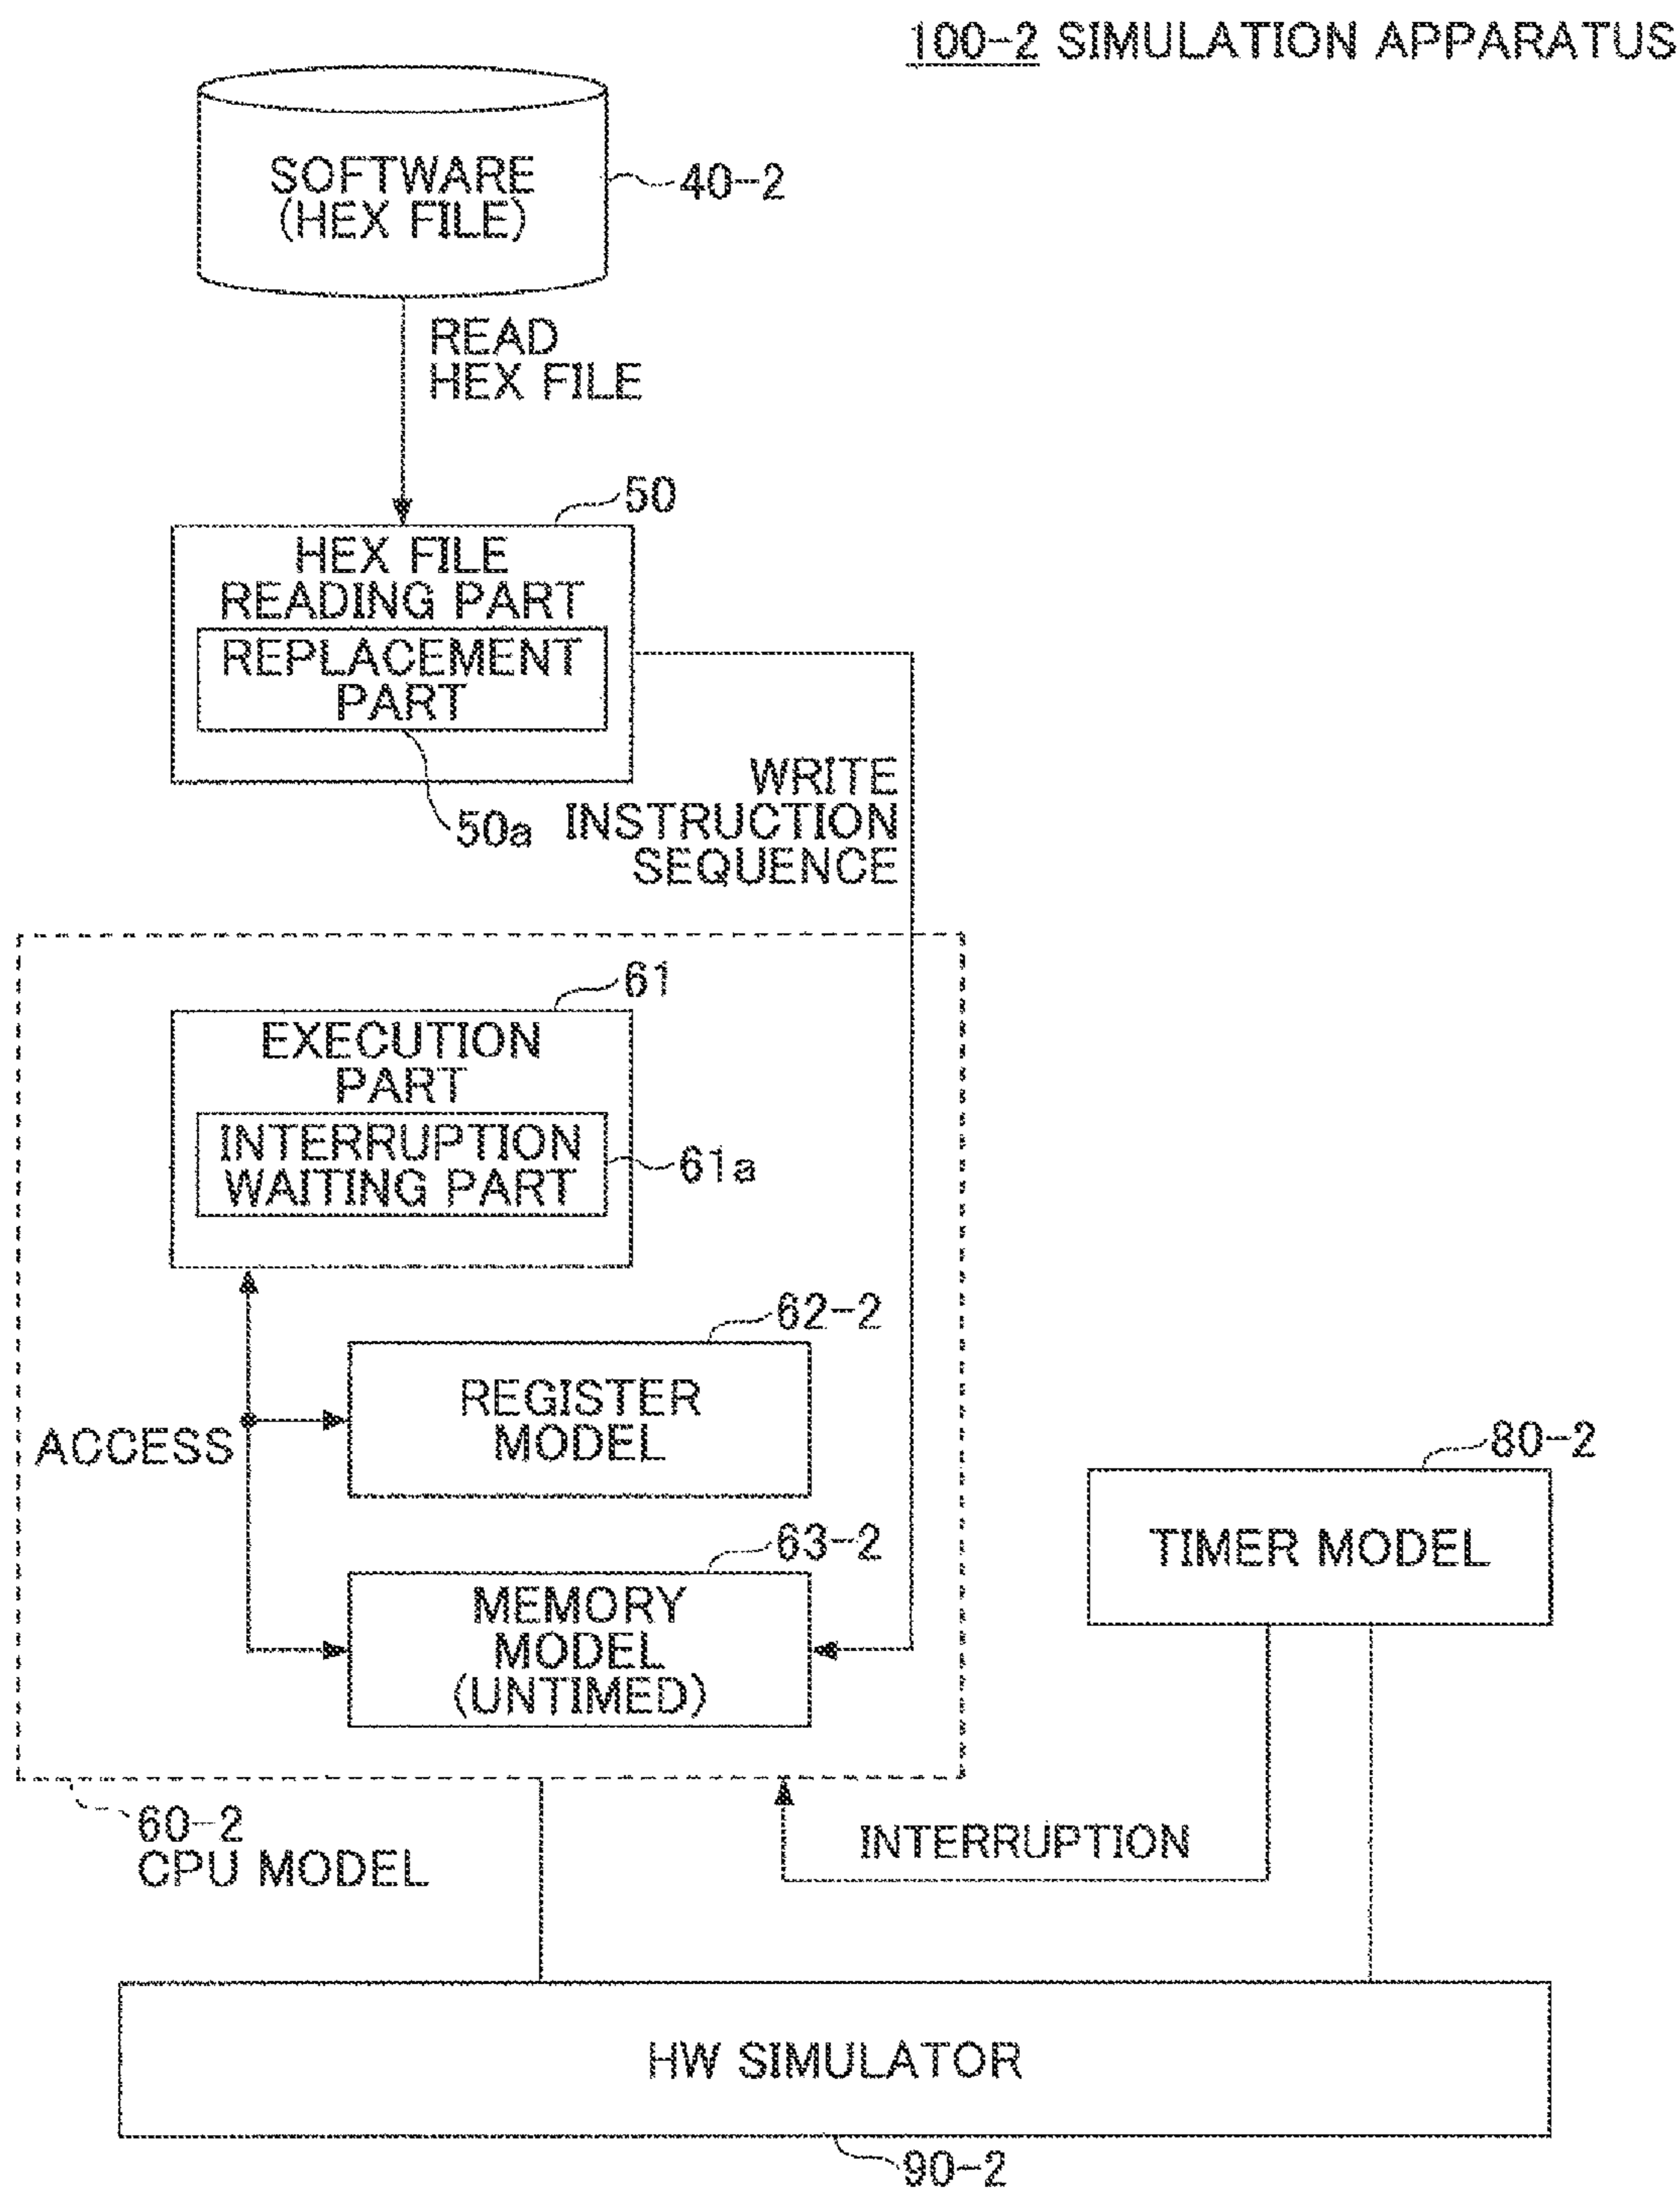 100-2 SIMULATION APPARATUS
SOFTWARE
(HEX FILE)
40-2
READ
HEX FILE
50
HEX FILE
READING PART
REPLACEMENT
PART
50a
WRITE
INSTRUCTION
SEQUENCE
61
EXECUTION
PART
INTERRUPTION
WAITING PART
61a
62-2
REGISTER
MODEL
ACCESS
80-2
TIMER MODEL
63-2
MEMORY
MODEL
(UNTIMED)
60-2
CPU MODEL
INTERRUPTION
HW SIMULATOR
90-2